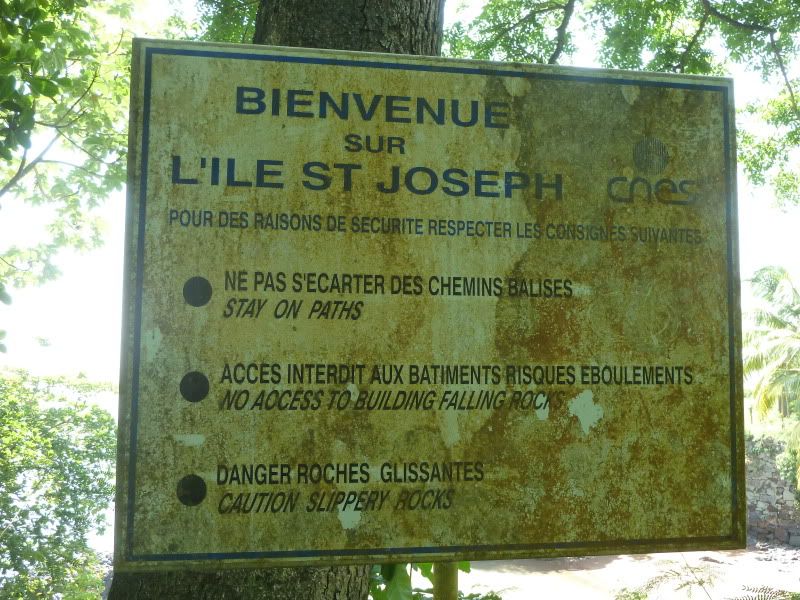 BIENVENUE
SUR
L'ILE ST JOSEPH
cnes
POUR DES RAISONS DE SECURITE RESPECTER LES CONSIGNES SUIVANTES
NE PAS S'ECARTER DES CHEMINS BALISES
STAY ON PATHS
ACCÈS INTERDIT AUX BATIMENTS RISQUES EBOULEMENTS
NO ACCESS TO BUILDING FALLING ROCKS
DANGER ROCHES GLISSANTES
CAUTION SLIPPERY ROCKS